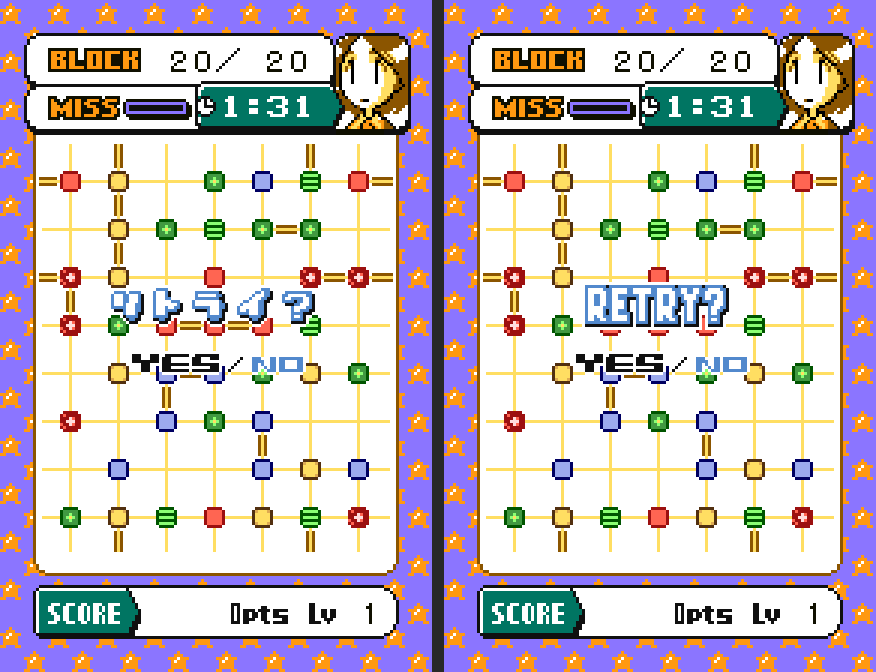 BLOCK 20/ 20
MISS 1:31
リトライ?
YES/NO
SCORE 0pts Lv 1
BLOCK 20/ 20
MISS 1:31
RETRY?
YES/NO
SCORE 0pts Lv 1